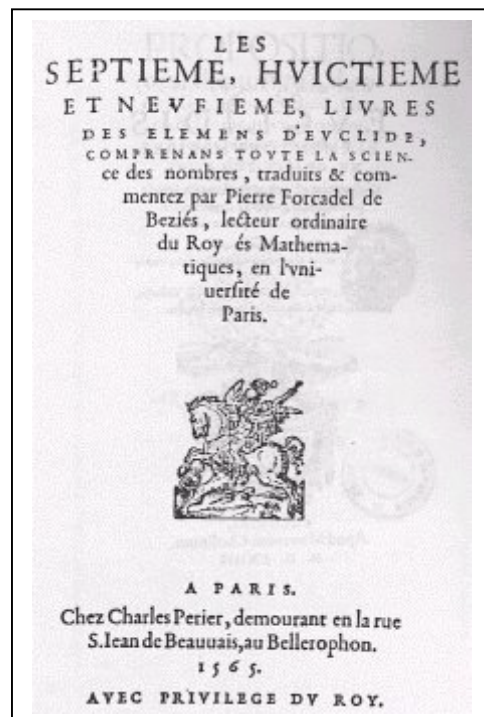 LES
SEPTIEME, HVICTIEME
ET NEVFIEME, LIVRES
DES ELEMENS D'EVCLIDE,
COMPRENANS TOVTE LA SCIEN-
ce des nombres, traduits & com-
mentez par Pierre Forcadel de
Beziés, lecteur ordinaire
du Roy és Mathema-
tiques, en l'vni-
uersité de
Paris.
A PARIS.
Chez Charles Perier, demourant en la rue
S. Iean de Beauuais, au Bellerophon.
1565.
AVEC PRIVILEGE DV ROY.